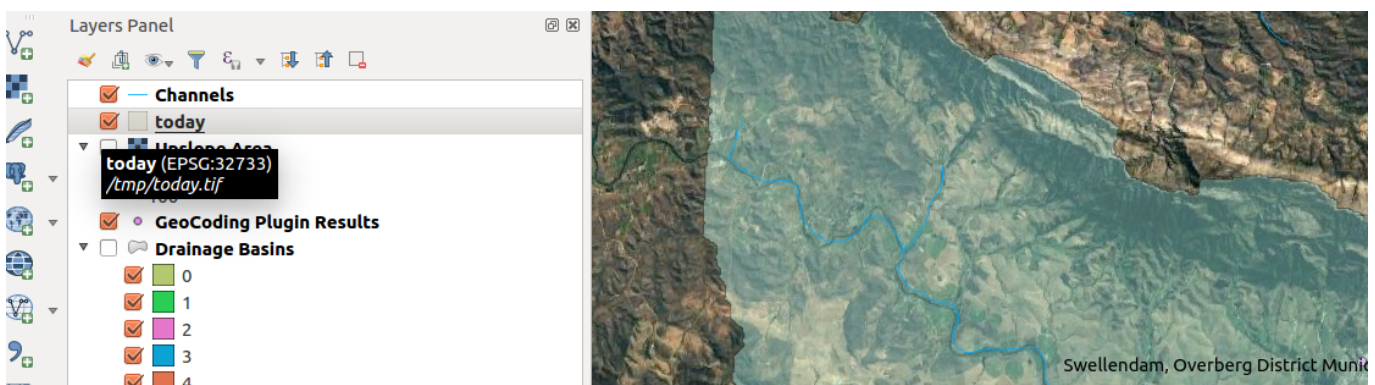 Layers Panel
Channels
today
Upslope Area
today (EPSG:32733)
/tmp/today.tif
GeoCoding Plugin Results
Drainage Basins
0
1
2
3
4
Swellendam, Overberg District Munic